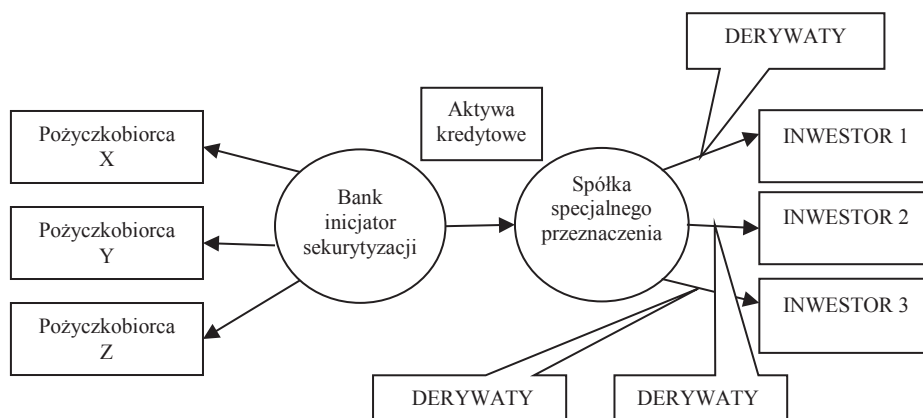 DERYWATY
Aktywa
kredytowe
Pożyczkobiorca
X
Pożyczkobiorca
Y
Pożyczkobiorca
Z
Bank
inicjator
sekurytyzacji
Spółka
specjalnego
przeznaczenia
INWESTOR 1
INWESTOR 2
INWESTOR 3
DERYWATY
DERYWATY